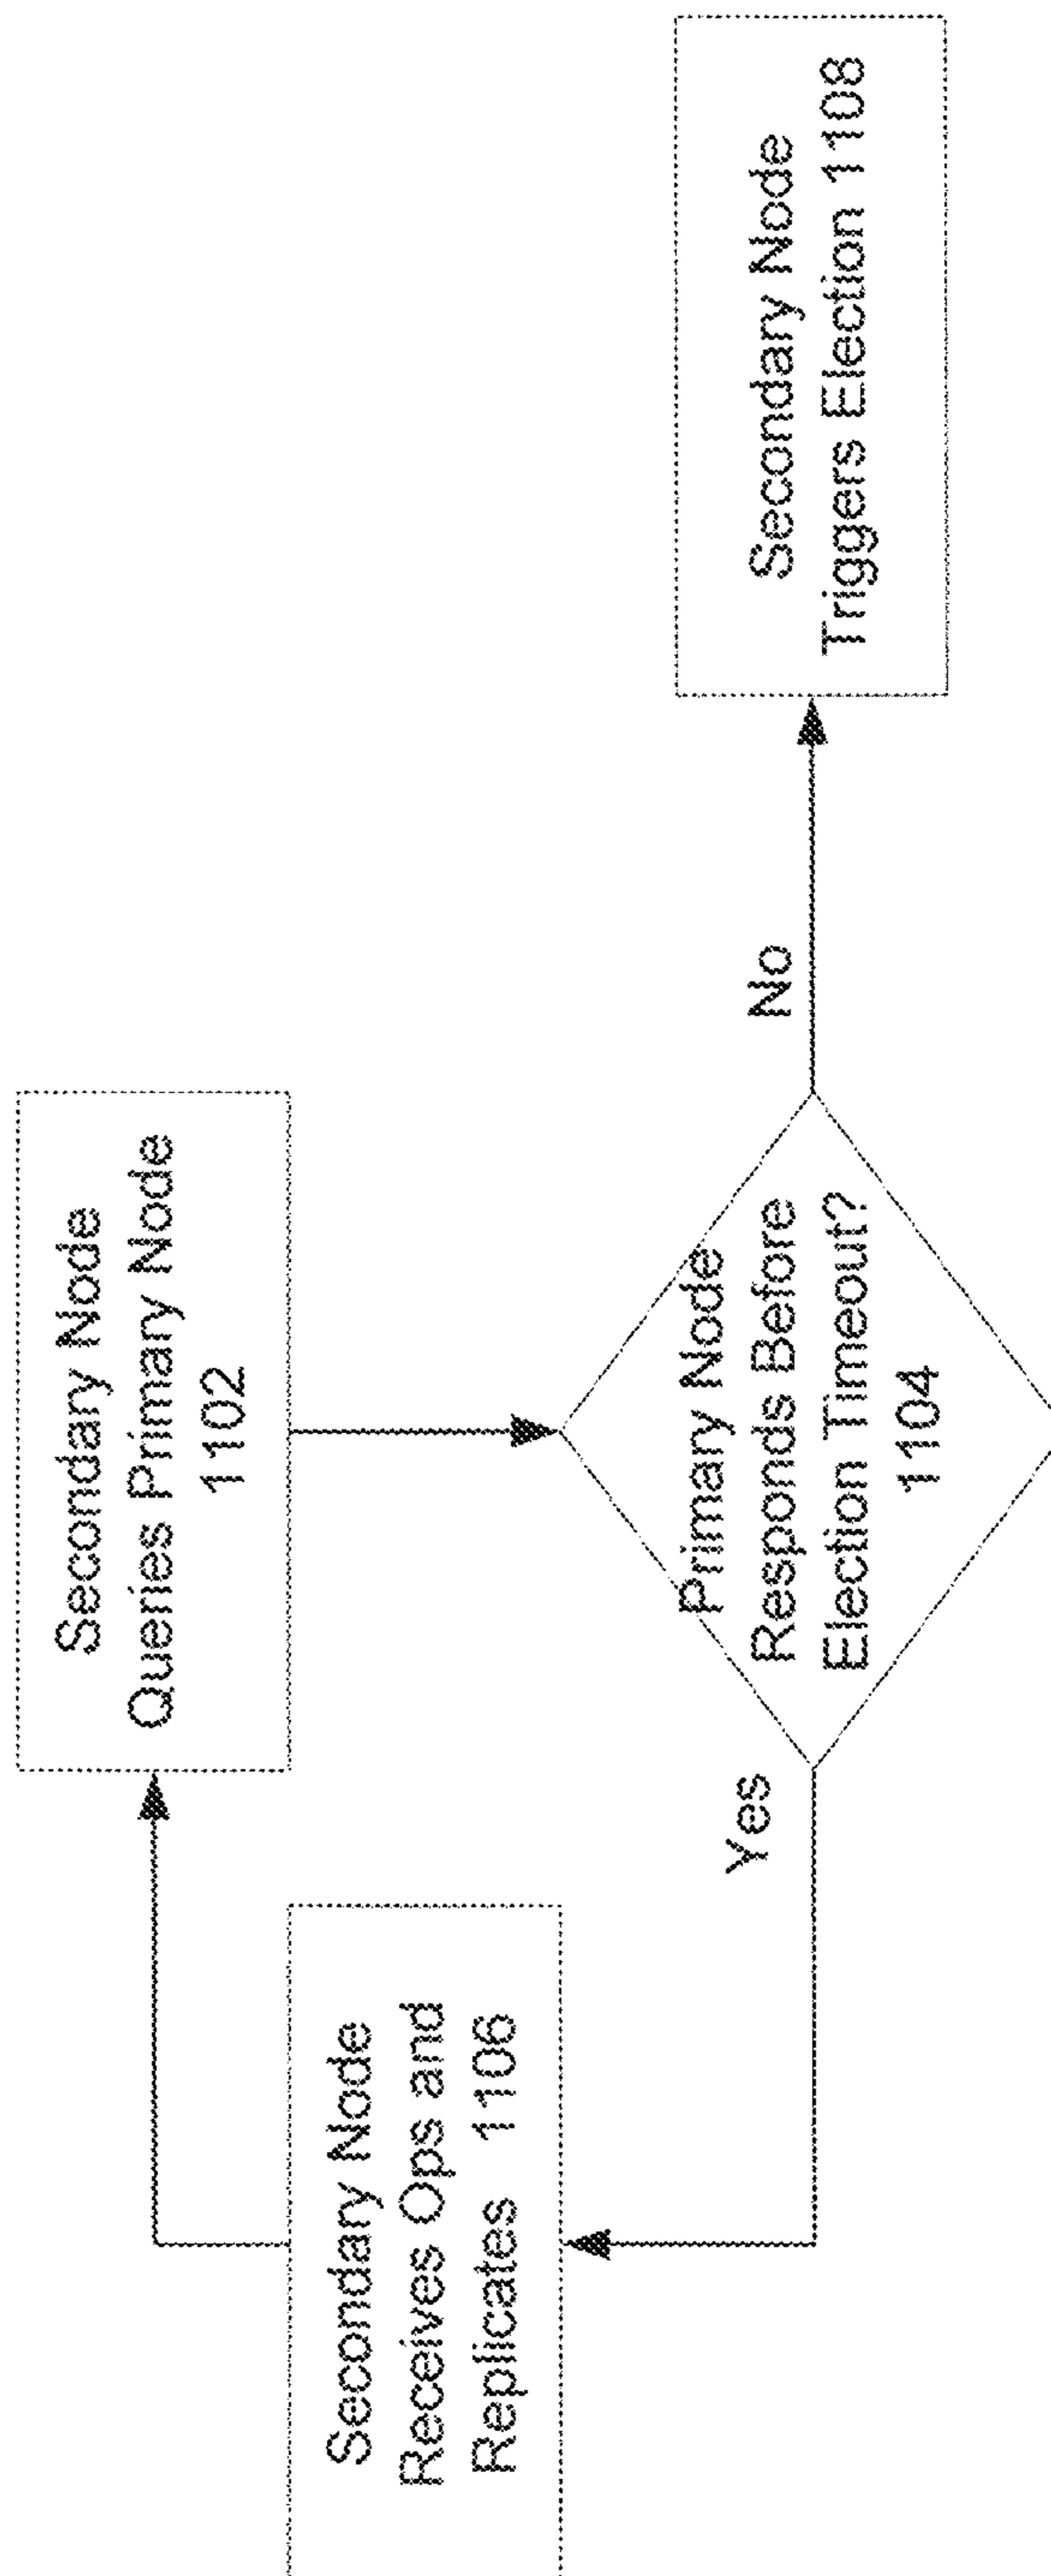 Secondary Node
Queries Primary Node
1102
Primary Node
Responds Before
Election Timeout?
1104
Yes
No
Secondary Node
Receives Ops and
Replicates 1106
Secondary Node
Triggers Election 1108